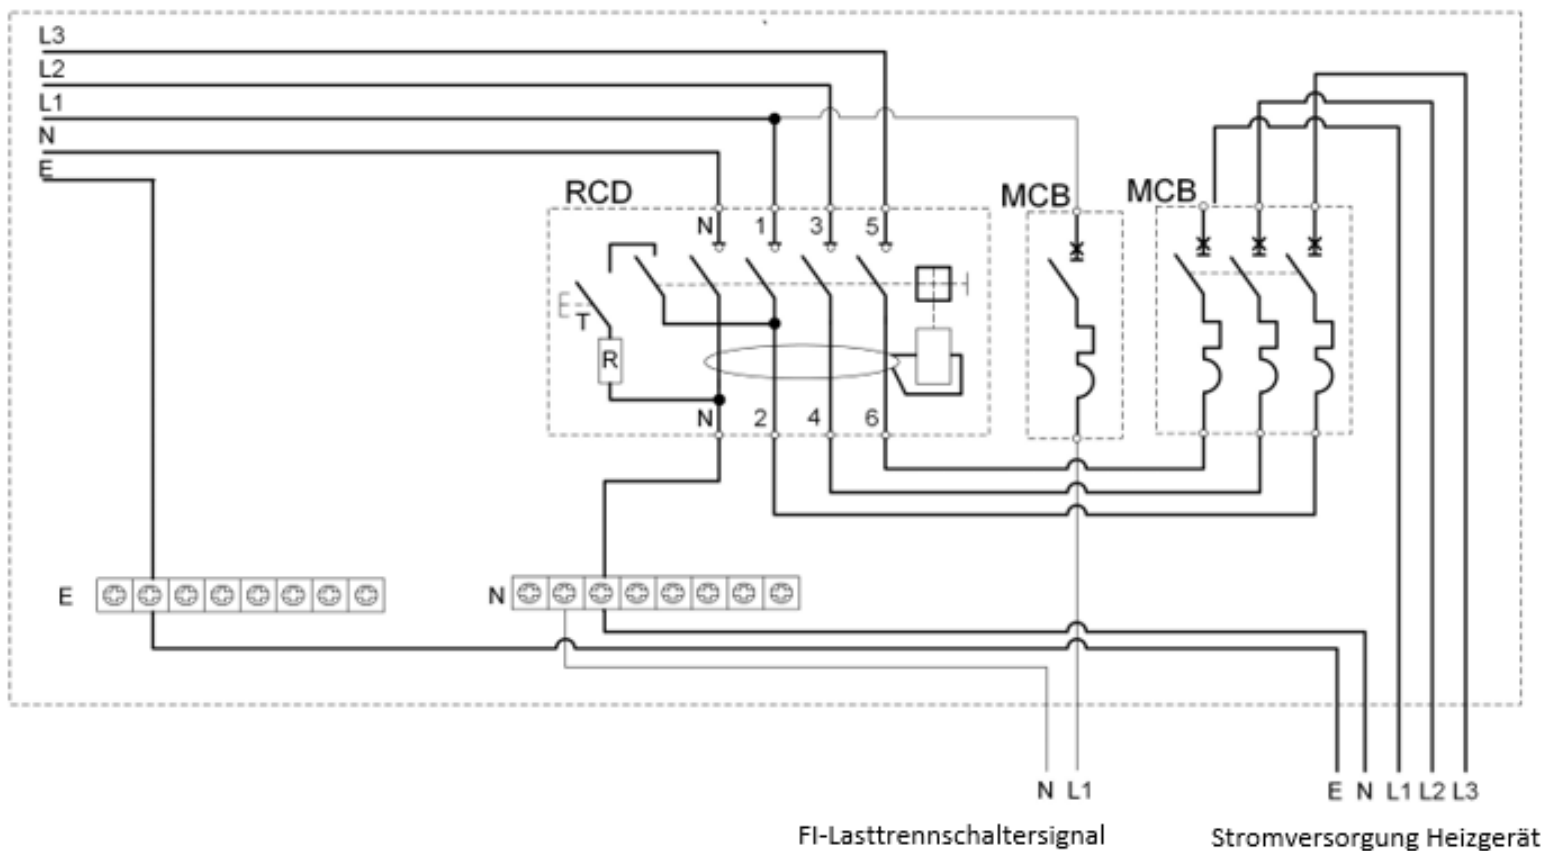 L3
L2
L1
N
E
RCD
MCB
MCB
N 1 3 5
T
R
N 2 4 6
E
N
N L1
E N L1 L2 L3
FI-Lasttrennschaltersignal
Stromversorgung Heizgerät